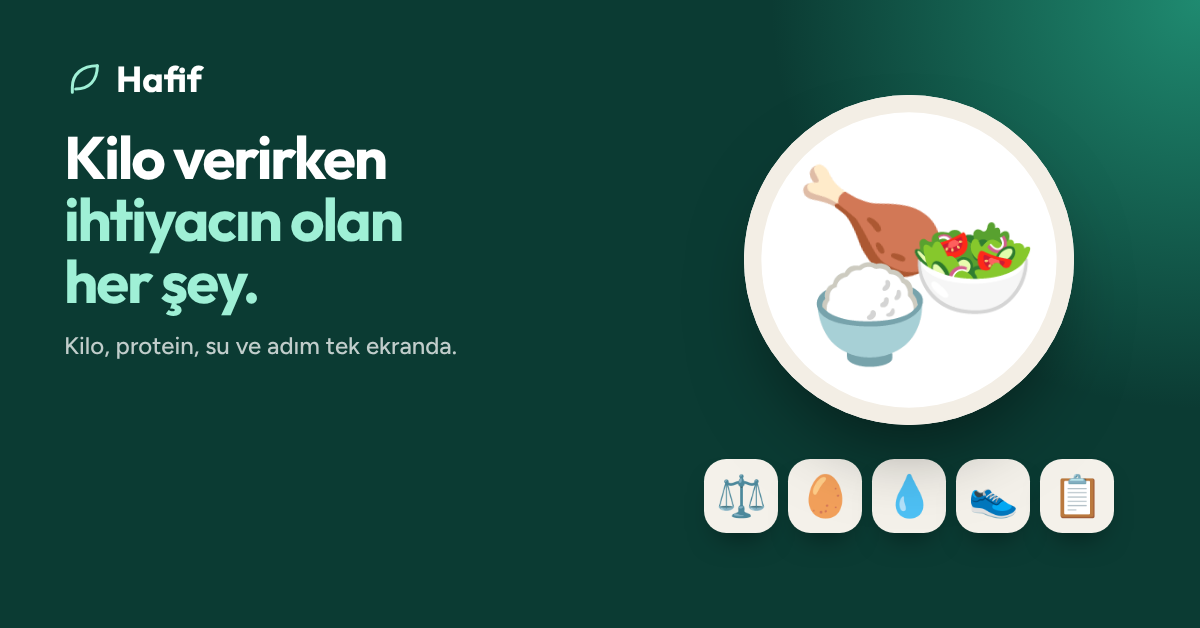 Hafif
Kilo verirken
ihtiyacın olan
her şey.
Kilo, protein, su ve adım tek ekranda.